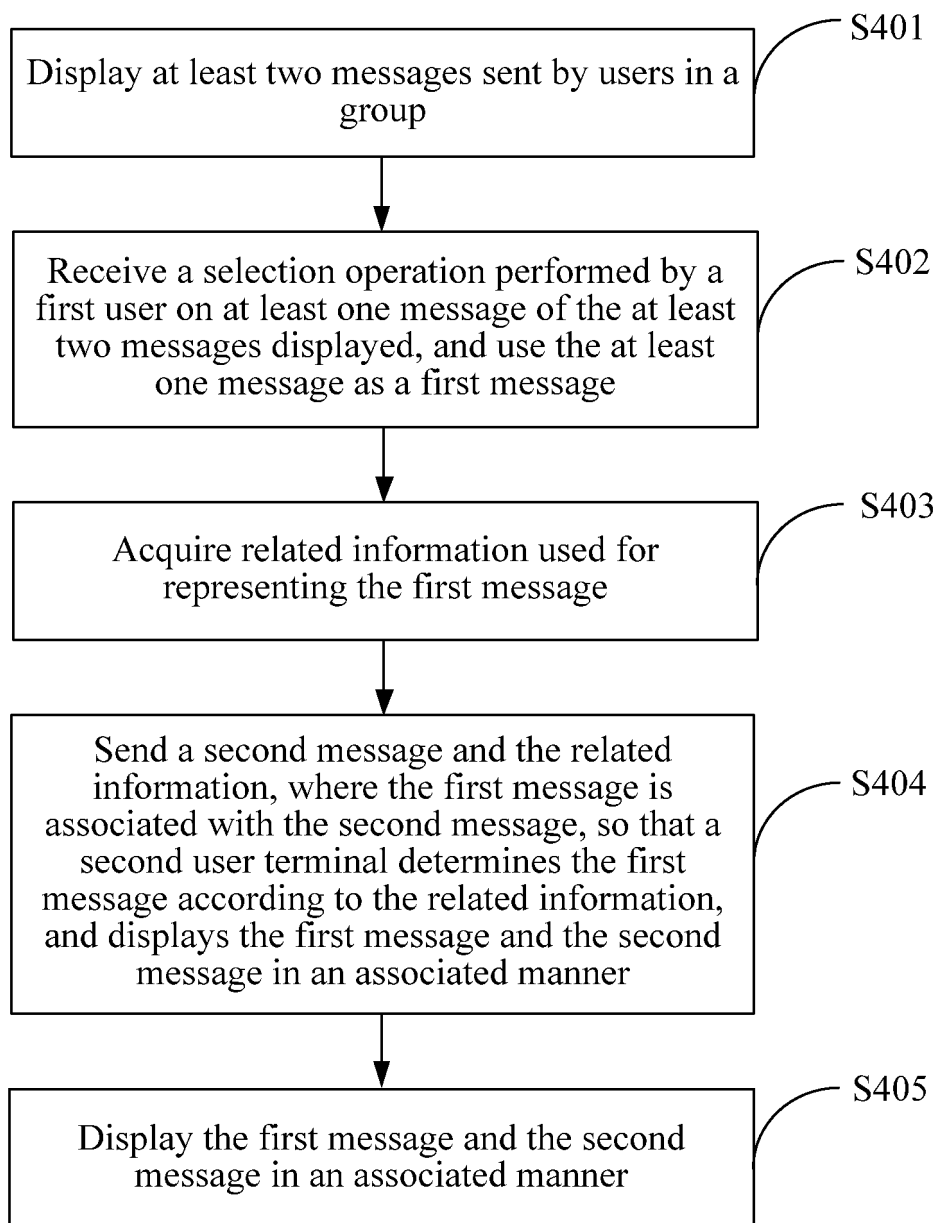 S401
Display at least two messages sent by users in a
group
S402
Receive a selection operation performed by a
first user on at least one message of the at least
two messages displayed, and use the at least
one message as a first message
S403
Acquire related information used for
representing the first message
S404
Send a second message and the related
information, where the first message is
associated with the second message, so that a
second user terminal determines the first
message according to the related information,
and displays the first message and the second
message in an associated manner
S405
Display the first message and the second
message in an associated manner